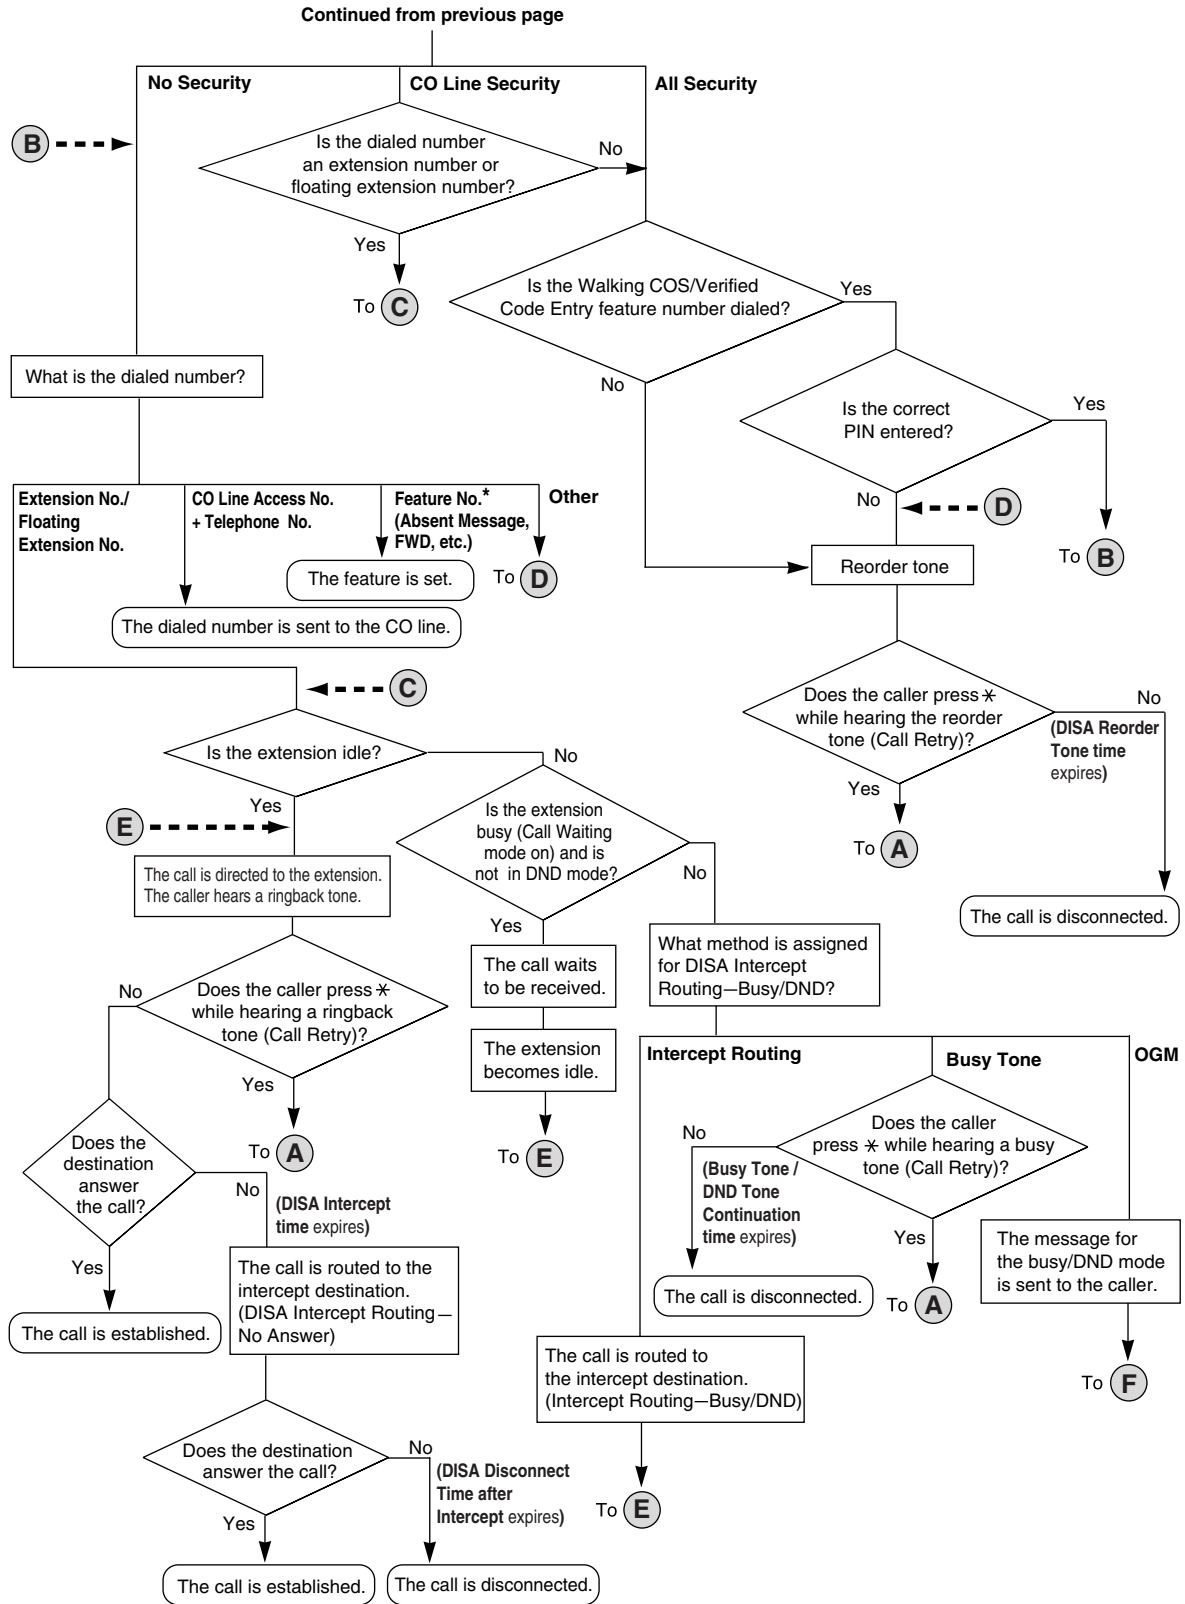 Continued from previous page
No Security
CO Line Security
All Security
B
Is the dialed number
an extension number or
floating extension number?
No
Yes
To C
Is the Walking COS/Verified
Code Entry feature number dialed?
Yes
No
What is the dialed number?
Is the correct
PIN entered?
Yes
No
D
To B
Extension No./
Floating
Extension No.
CO Line Access No.
+ Telephone No.
Feature No.*
(Absent Message,
FWD, etc.)
Other
The feature is set.
To D
The dialed number is sent to the CO line.
Reorder tone
C
Does the caller press *
while hearing the reorder
tone (Call Retry)?
No
(DISA Reorder
Tone time
expires)
Yes
To A
The call is disconnected.
Is the extension idle?
No
Yes
E
The call is directed to the extension.
The caller hears a ringback tone.
Is the extension
busy (Call Waiting
mode on) and is
not in DND mode?
No
Yes
The call waits
to be received.
The extension
becomes idle.
To E
What method is assigned
for DISA Intercept
Routing—Busy/DND?
No
Does the caller press *
while hearing a ringback
tone (Call Retry)?
Yes
To A
Intercept Routing
Busy Tone
OGM
Does the caller
press * while hearing a busy
tone (Call Retry)?
No
(Busy Tone /
DND Tone
Continuation
time expires)
Yes
The call is disconnected.
To A
The message for
the busy/DND mode
is sent to the caller.
To F
Does the
destination
answer
the call?
No
(DISA Intercept
time expires)
Yes
The call is established.
The call is routed to the
intercept destination.
(DISA Intercept Routing—
No Answer)
The call is routed to
the intercept destination.
(Intercept Routing—Busy/DND)
To E
Does the destination
answer the call?
No
(DISA Disconnect
Time after
Intercept expires)
Yes
The call is established.
The call is disconnected.